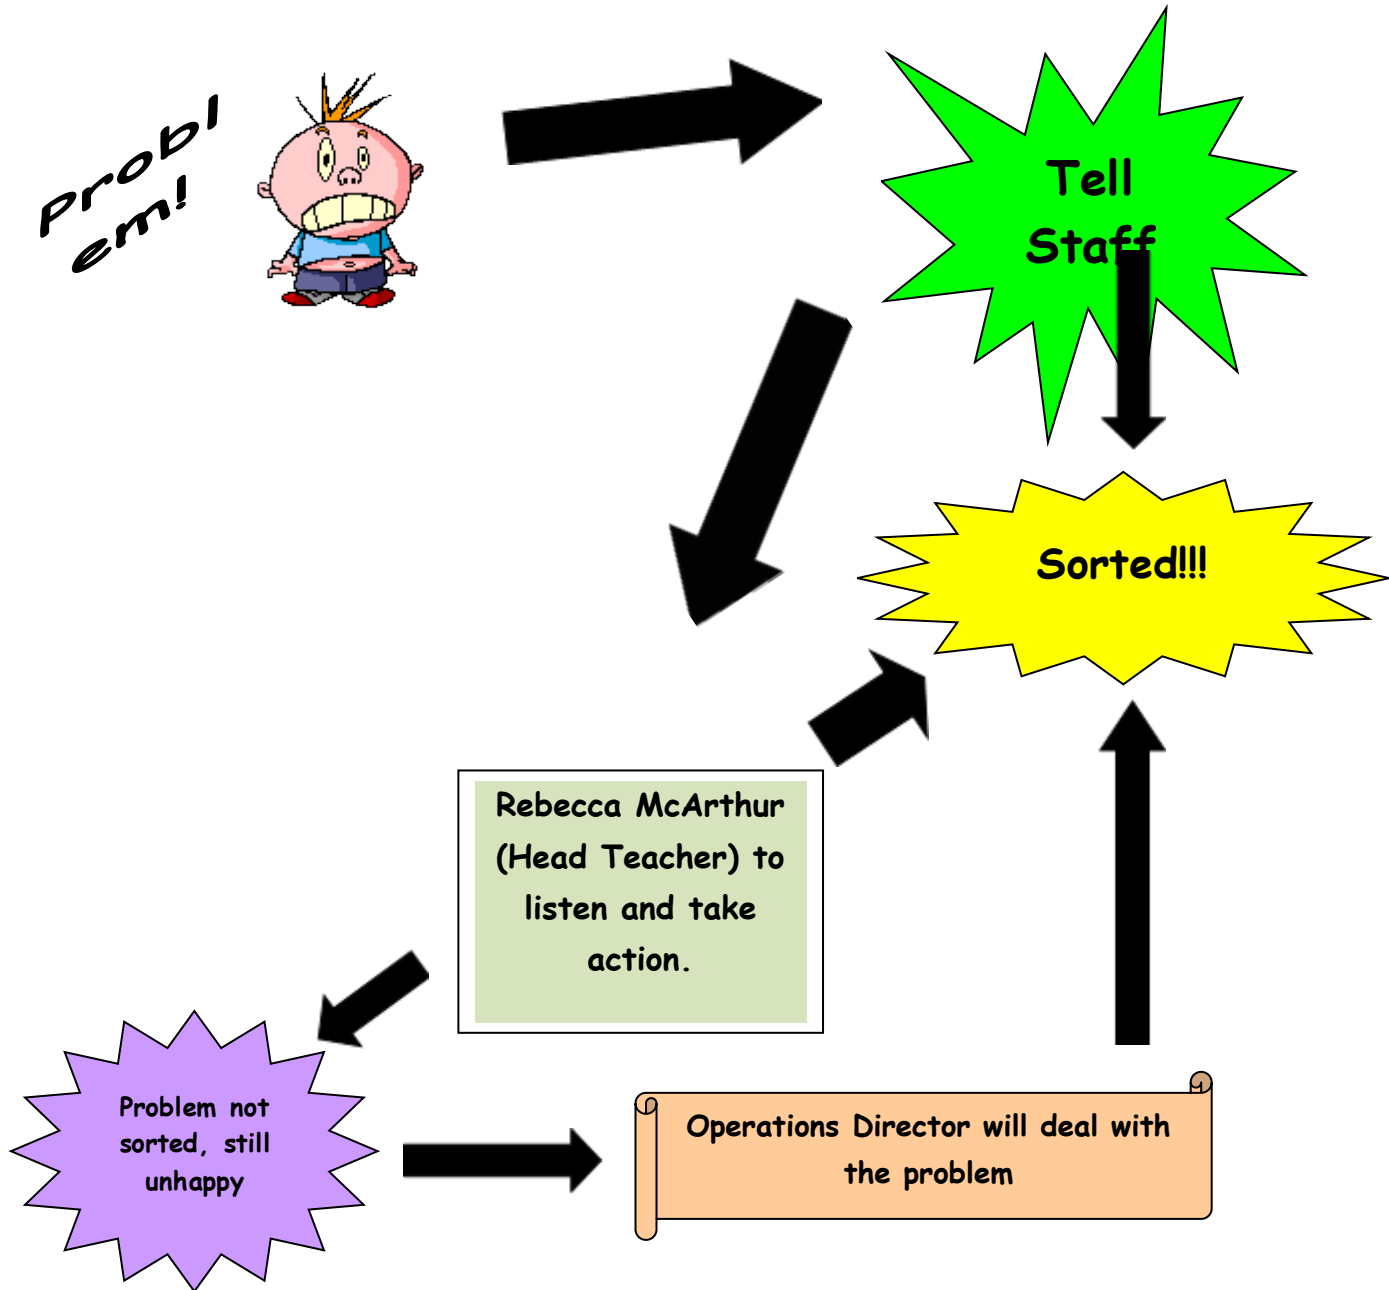 Probl
em!
Tell
Staff
Sorted!!!
Rebecca McArthur
(Head Teacher) to
listen and take
action.
Problem not
sorted, still
unhappy
Operations Director will deal with
the problem